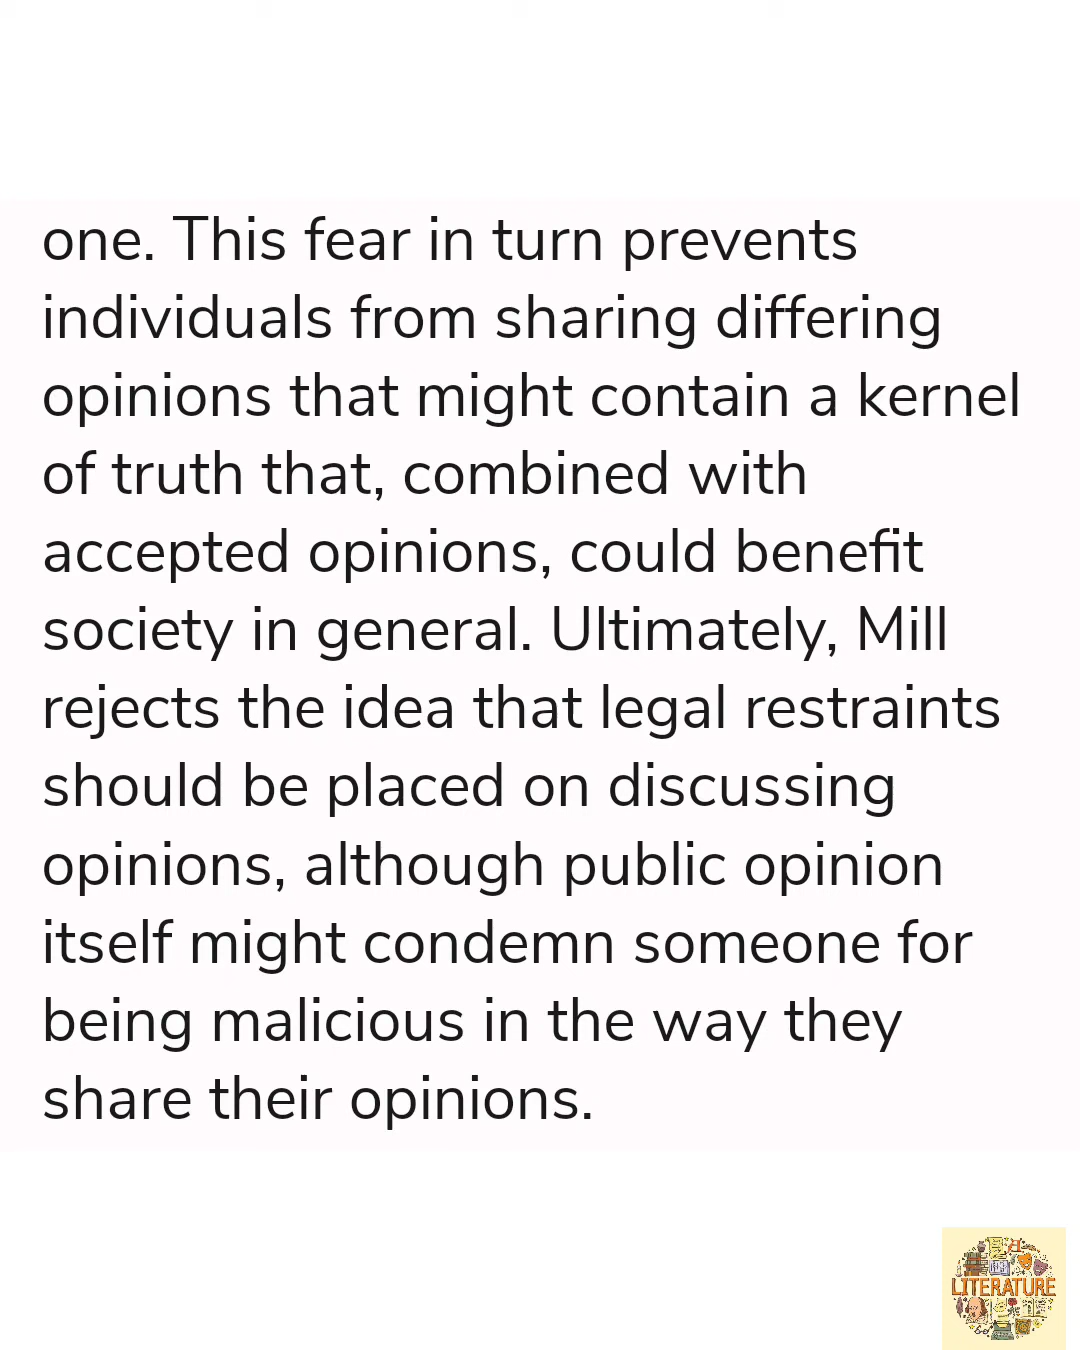 one. This fear in turn prevents
individuals from sharing differing
opinions that might contain a kernel
of truth that, combined with
accepted opinions, could benefit
society in general. Ultimately, Mill
rejects the idea that legal restraints
should be placed on discussing
opinions, although public opinion
itself might condemn someone for
being malicious in the way they
share their opinions.
LITERATURE